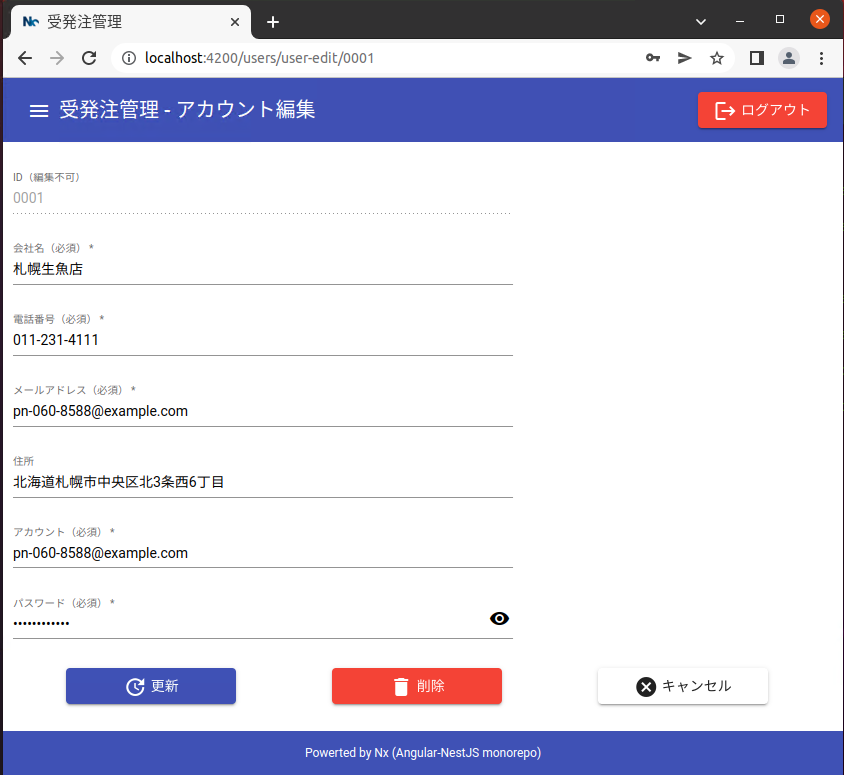 受発注管理
localhost:4200/users/user-edit/0001
受発注管理 - アカウント編集
ログアウト
ID（編集不可）
0001
会社名（必須） *
札幌生魚店
電話番号（必須） *
011-231-4111
メールアドレス（必須） *
pn-060-8588@example.com
住所
北海道札幌市中央区北3条西6丁目
アカウント（必須） *
pn-060-8588@example.com
パスワード（必須） *
••••••••••••
更新
削除
キャンセル
Powerted by Nx (Angular-NestJS monorepo)